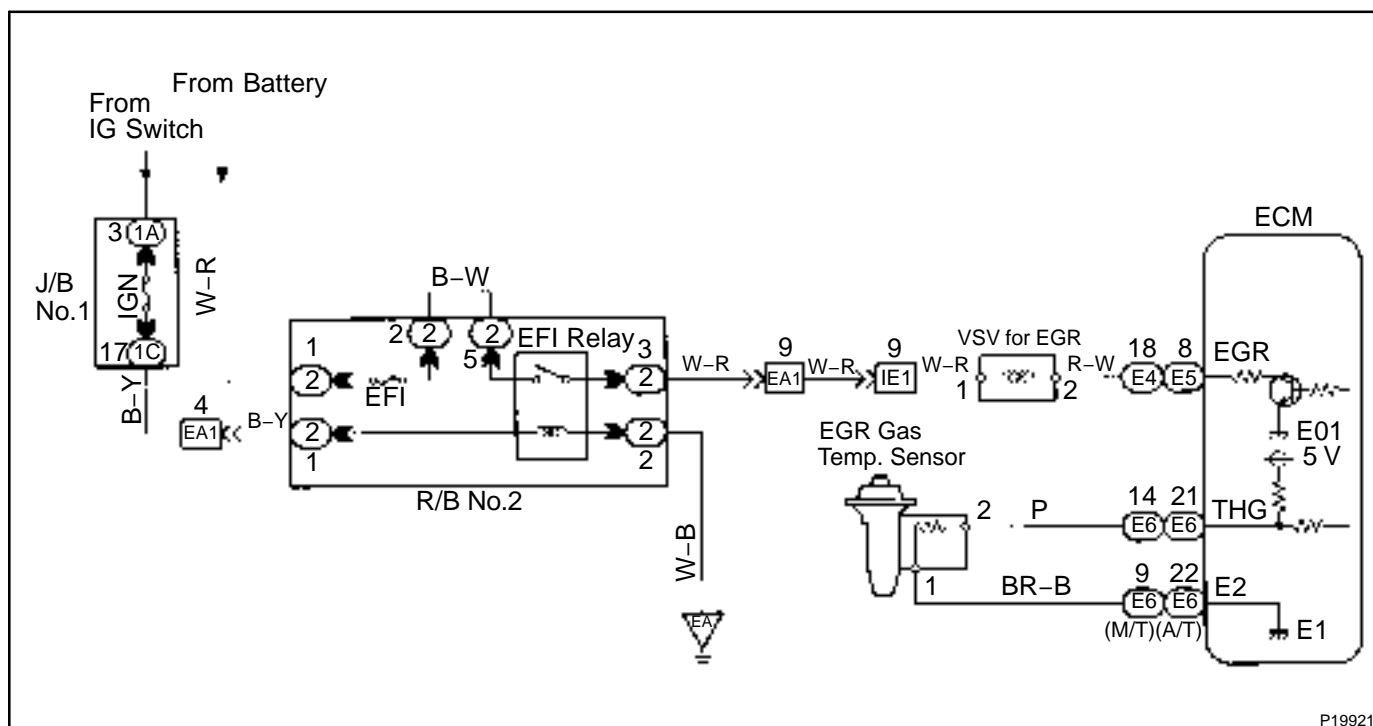 From Battery
From
IG Switch
3 1A
J/B
No.1
IGN
W–R
17 1C
B–Y
4
EA1
B–Y
B–W
2 2
2
5
EFI Relay
1
2
EFI
3
2
2
1
2
2
R/B No.2
W–B
EA
W–R
9
EA1
W–R
9
IE1
W–R
1
VSV for EGR
2
R–W
18 8
E4 E5
ECM
EGR
E01
5 V
EGR Gas
Temp. Sensor
2
P
14 21
E6 E6
THG
1
BR–B
9 22
E6 E6
E2
(M/T)(A/T)
E1
P19921